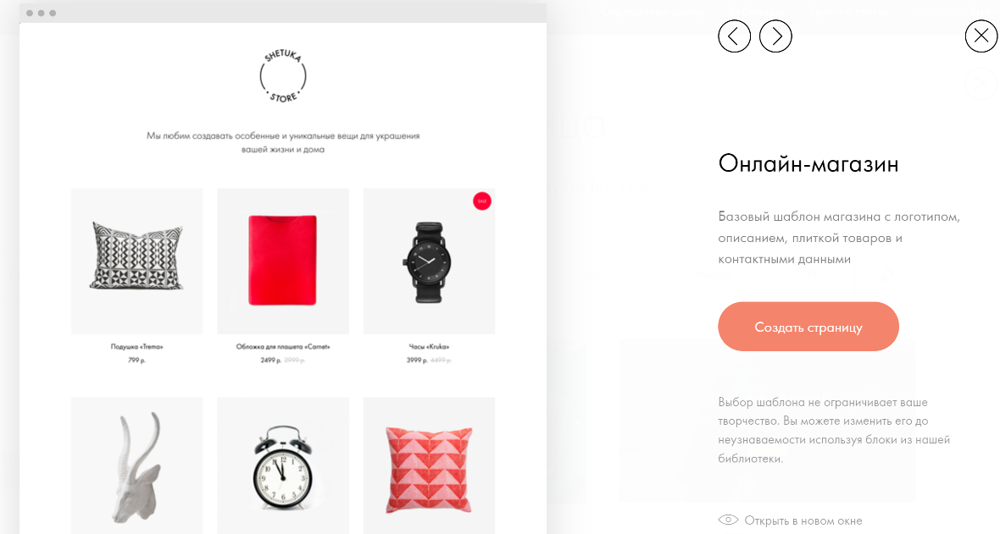 SHETUKA
• STORE •
Мы любим создавать особенные и уникальные вещи для украшения
вашей жизни и дома
SALE
Подушка «Trema»
799 р.
Обложка для плашета «Carnet»
2499 р. 2999 р.
Часы «Kruka»
3999 р. 4499 р.
Онлайн-магазин
Базовый шаблон магазина с логотипом,
описанием, плиткой товаров и
контактными данными
Создать страницу
Выбор шаблона не ограничивает ваше
творчество. Вы можете изменить его до
неузнаваемости используя блоки из нашей
библиотеки.
Открыть в новом окне